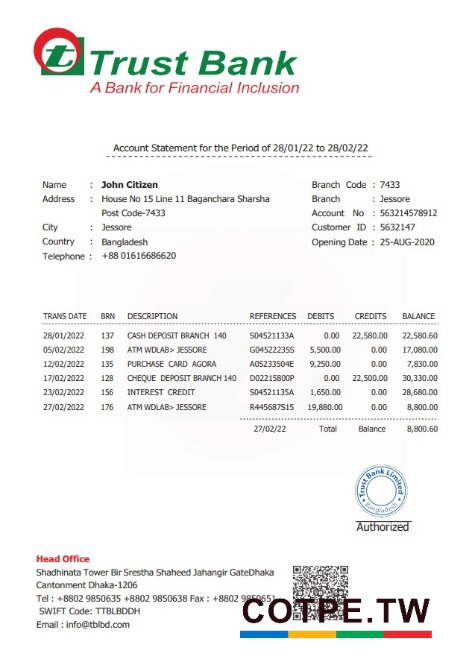 t Trust Bank
A Bank for Financial Inclusion
Account Statement for the Period of 28/01/22 to 28/02/22
Name : John Citizen Branch Code : 7433
Address : House No 15 Line 11 Baganchara Sharsha Branch : Jessore
Post Code-7433 Account No : 563214578912
City : Jessore Customer ID : 5632147
Country : Bangladesh Opening Date : 25-AUG-2020
Telephone : +88 01616686620
TRANS DATE BRN DESCRIPTION REFERENCES DEBITS CREDITS BALANCE
28/01/2022 137 CASH DEPOSIT BRANCH 140 S04521133A 0.00 22,580.00 22,580.60
05/02/2022 198 ATM WDLAB> JESSORE G04522235S 5,500.00 0.00 17,080.00
12/02/2022 135 PURCHASE CARD AGORA A05233504E 9,250.00 0.00 7,830.00
17/02/2022 128 CHEQUE DEPOSIT BRANCH 140 D02215800P 0.00 22,500.00 30,330.00
23/02/2022 156 INTEREST CREDIT S04521135A 1,650.00 0.00 28,680.00
27/02/2022 176 ATM WDLAB> JESSORE R445687S15 19,880.00 0.00 8,800.00
27/02/22 Total Balance 8,800.60
Trust Bank Limited
Bangladesh
Authorized
Head Office
Shadhinata Tower Bir Srestha Shaheed Jahangir GateDhaka
Cantonment Dhaka-1206
Tel : +8802 9850635 +8802 9850638 Fax : +8802 9850651
SWIFT Code: TTBLBDDH
Email : info@tblbd.com
COTPE.TW